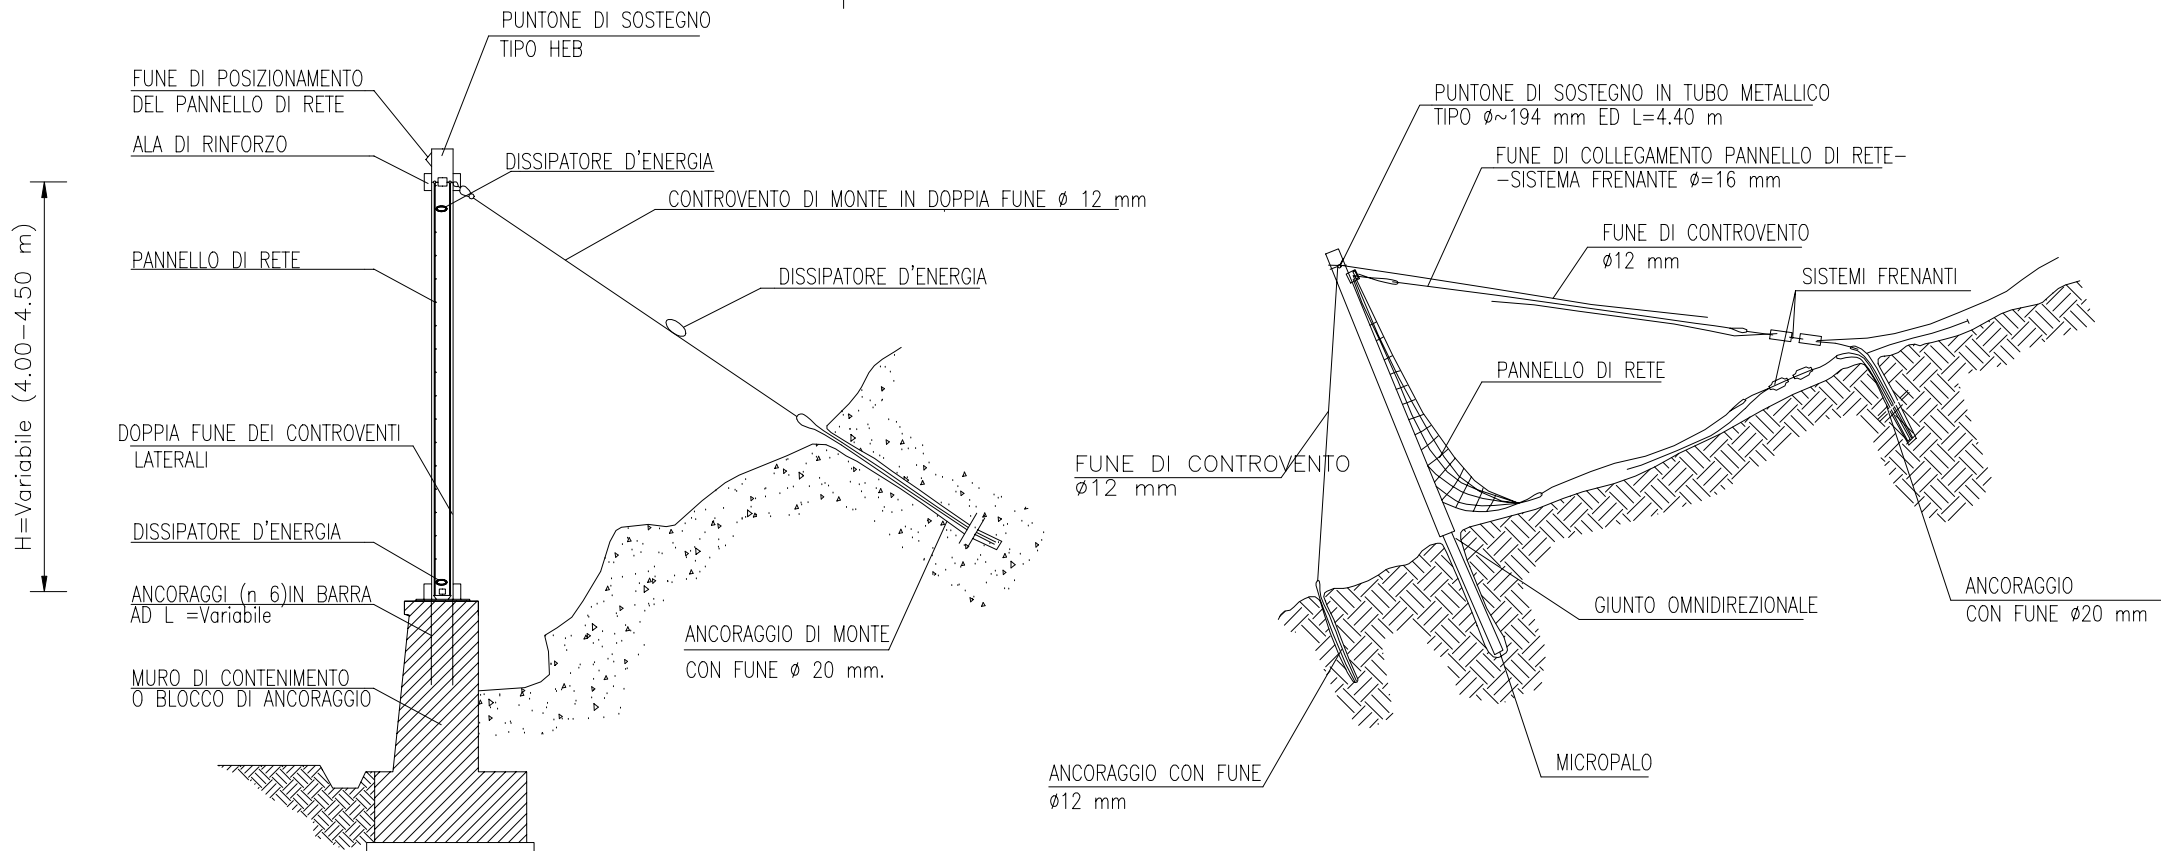 PUNTONE DI SOSTEGNO
TIPO HEB
FUNE DI POSIZIONAMENTO
DEL PANNELLO DI RETE
ALA DI RINFORZO
DISSIPATORE D'ENERGIA
CONTROVENTO DI MONTE IN DOPPIA FUNE ø 12 mm
PANNELLO DI RETE
DISSIPATORE D'ENERGIA
H=Variabile (4.00-4.50 m)
DOPPIA FUNE DEI CONTROVENTI
LATERALI
DISSIPATORE D'ENERGIA
ANCORAGGI (n 6)IN BARRA
AD L =Variabile
ANCORAGGIO DI MONTE
CON FUNE ø 20 mm.
MURO DI CONTENIMENTO
O BLOCCO DI ANCORAGGIO
PUNTONE DI SOSTEGNO IN TUBO METALLICO
TIPO ø~194 mm ED L=4.40 m
FUNE DI COLLEGAMENTO PANNELLO DI RETE-
-SISTEMA FRENANTE ø=16 mm
FUNE DI CONTROVENTO
ø12 mm
SISTEMI FRENANTI
PANNELLO DI RETE
FUNE DI CONTROVENTO
ø12 mm
ANCORAGGIO
CON FUNE ø20 mm
GIUNTO OMNIDIREZIONALE
MICROPALO
ANCORAGGIO CON FUNE
ø12 mm